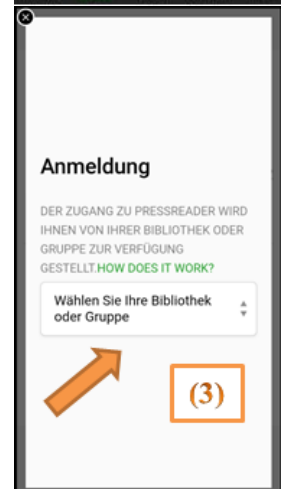 Anmeldung
DER ZUGANG ZU PRESSREADER WIRD
IHNEN VON IHRER BIBLIOTHEK ODER
GRUPPE ZUR VERFÜGUNG
GESTELLT.HOW DOES IT WORK?
Wählen Sie Ihre Bibliothek
oder Gruppe
(3)